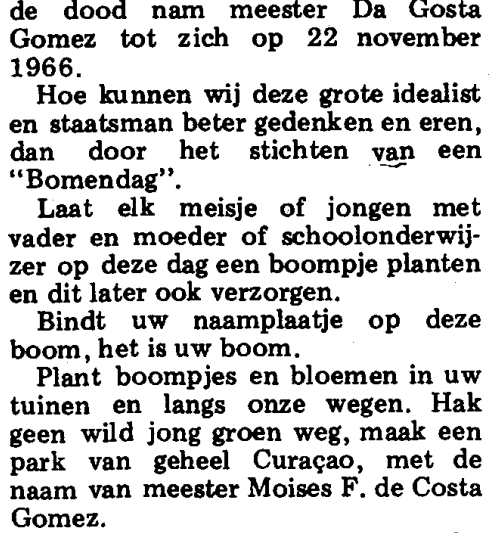 de dood nam meester Da Gosta
Gomez tot zich op 22 november
1966.
Hoe kunnen wij deze grote idealist
en staatsman beter gedenken en eren,
dan door het stichten van een
“Bomendag”.
Laat elk meisje of jongen met
vader en moeder of schoolonderwij-
zer op deze dag een boompje planten
en dit later ook verzorgen.
Bindt uw naamplaatje op deze
boom, het is uw boom.
Plant boompjes en bloemen in uw
tuinen en langs onze wegen. Hak
geen wild jong groen weg, maak een
park van geheel Curaçao, met de
naam van meester Moises F. de Costa
Gomez.